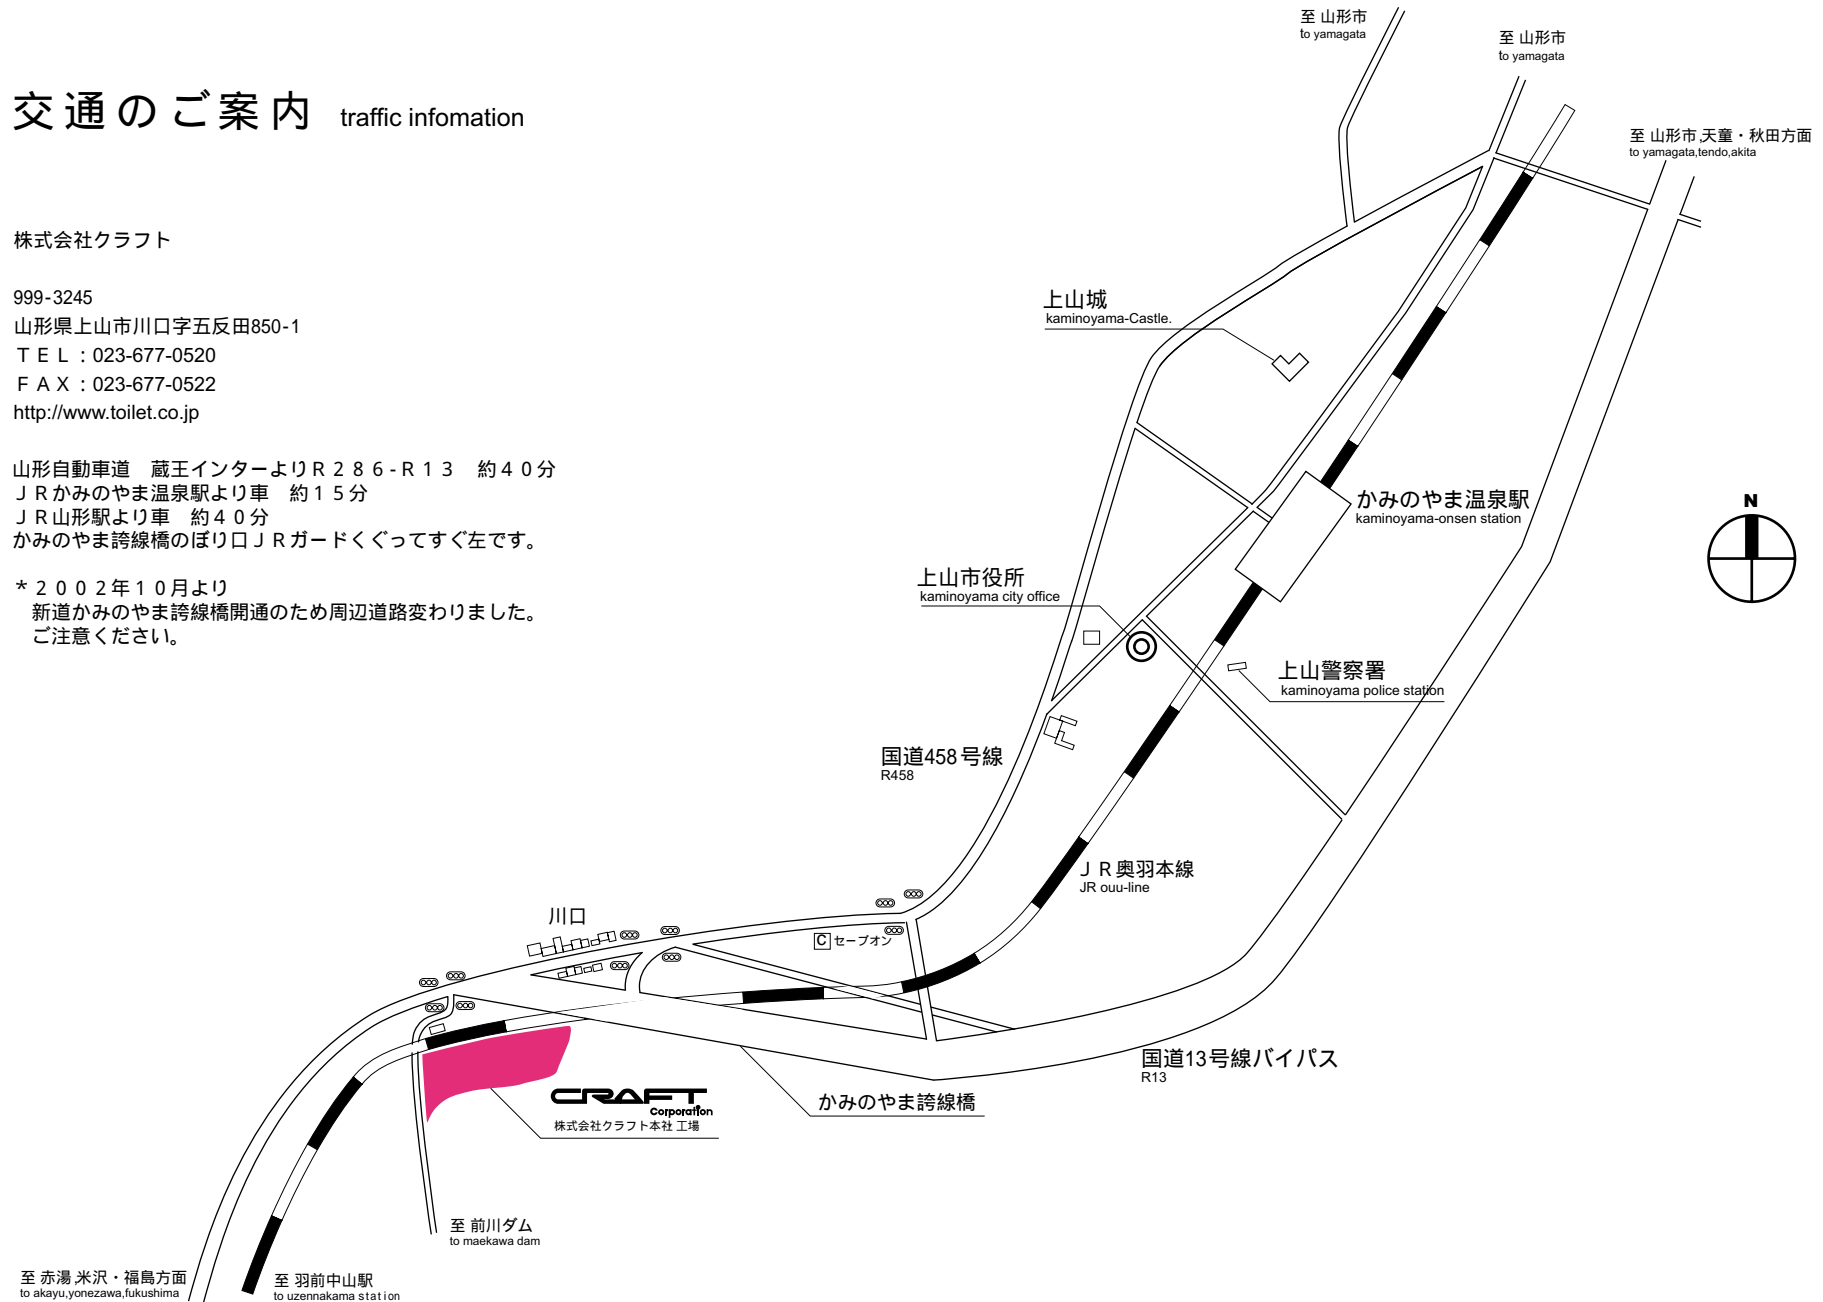 交通のご案内 traffic infomation
株式会社クラフト
999-3245
山形県上山市川口字五反田850-1
ＴＥＬ：023-677-0520
ＦＡＸ：023-677-0522
http://www.toilet.co.jp
山形自動車道　蔵王インターよりＲ２８６-Ｒ１３　約４０分
ＪＲかみのやま温泉駅より車　約１５分
ＪＲ山形駅より車　約４０分
かみのやま誇線橋のぼり口ＪＲガードくぐってすぐ左です。
*２００２年１０月より
新道かみのやま誇線橋開通のため周辺道路変わりました。
ご注意ください。
至 山形市
to yamagata
至 山形市
to yamagata
至 山形市,天童・秋田方面
to yamagata,tendo,akita
上山城
kaminoyama-Castle.
かみのやま温泉駅
kaminoyama-onsen station
N
上山市役所
kaminoyama city office
上山警察署
kaminoyama police station
国道458号線
R458
ＪＲ奥羽本線
JR ouu-line
川口
C セーブオン
国道13号線バイパス
R13
かみのやま誇線橋
CRAFT
Corporation
株式会社クラフト本社 工場
至 前川ダム
to maekawa dam
至 赤湯,米沢・福島方面
to akayu,yonezawa,fukushima
至 羽前中山駅
to uzennakama station